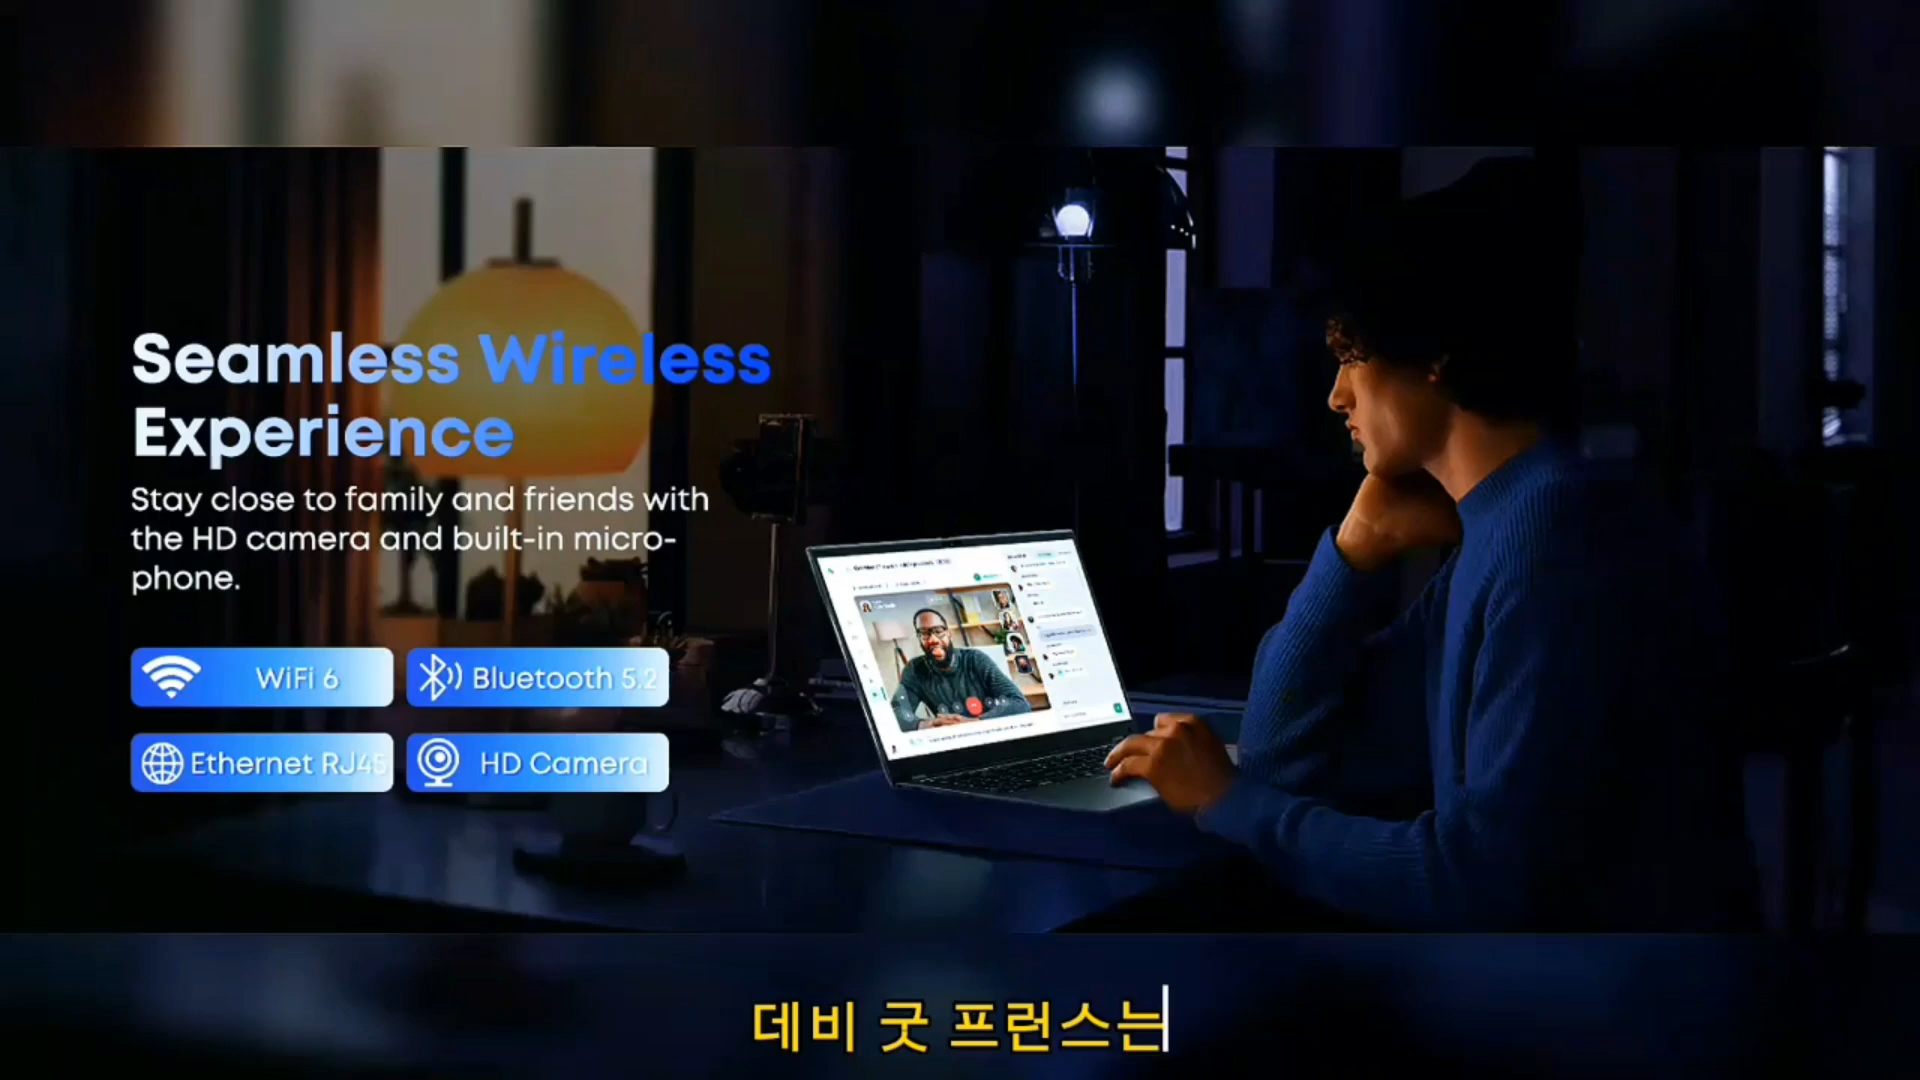 Seamless Wireless
Experience
Stay close to family and friends with
the HD camera and built-in micro-
phone.
WiFi 6
Bluetooth 5.2
Ethernet RJ45
HD Camera
데비 굿 프런스는